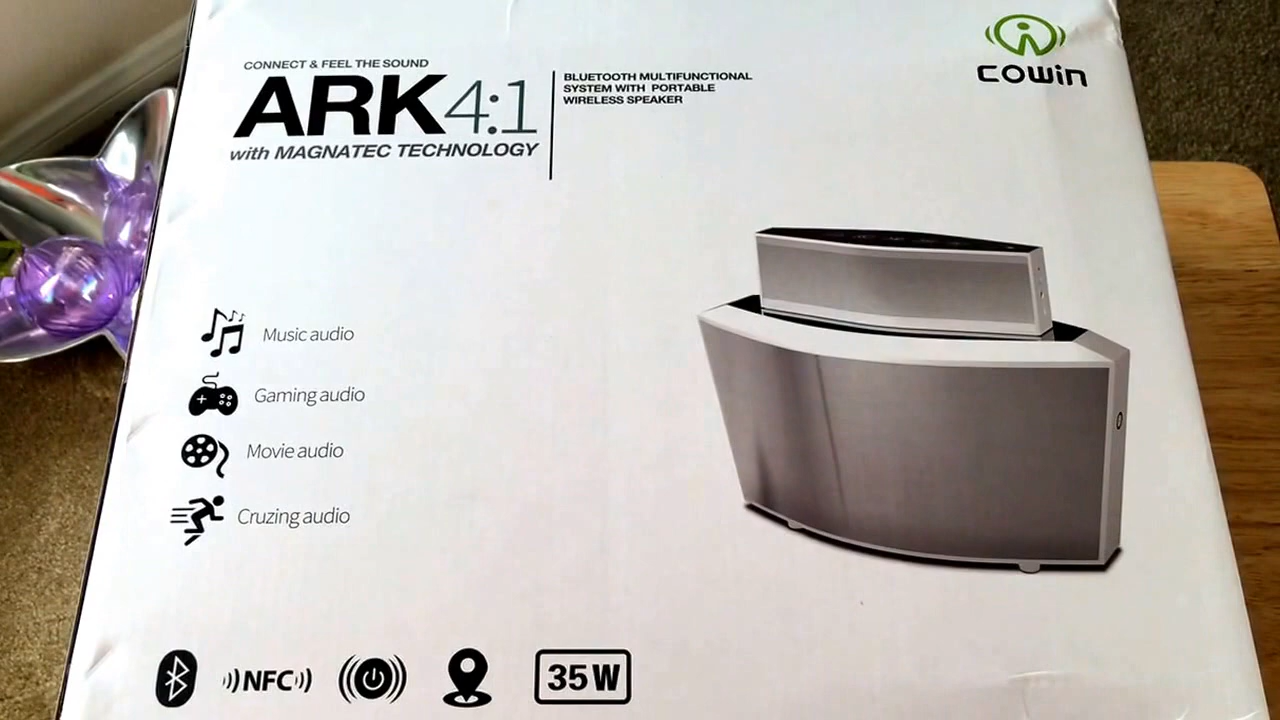 CONNECT & FEEL THE SOUND
ARK4:1
with MAGNATEC TECHNOLOGY
BLUETOOTH MULTIFUNCTIONAL
SYSTEM WITH PORTABLE
WIRELESS SPEAKER
COWiN
Music audio
Gaming audio
Movie audio
Cruzing audio
NFC
35W